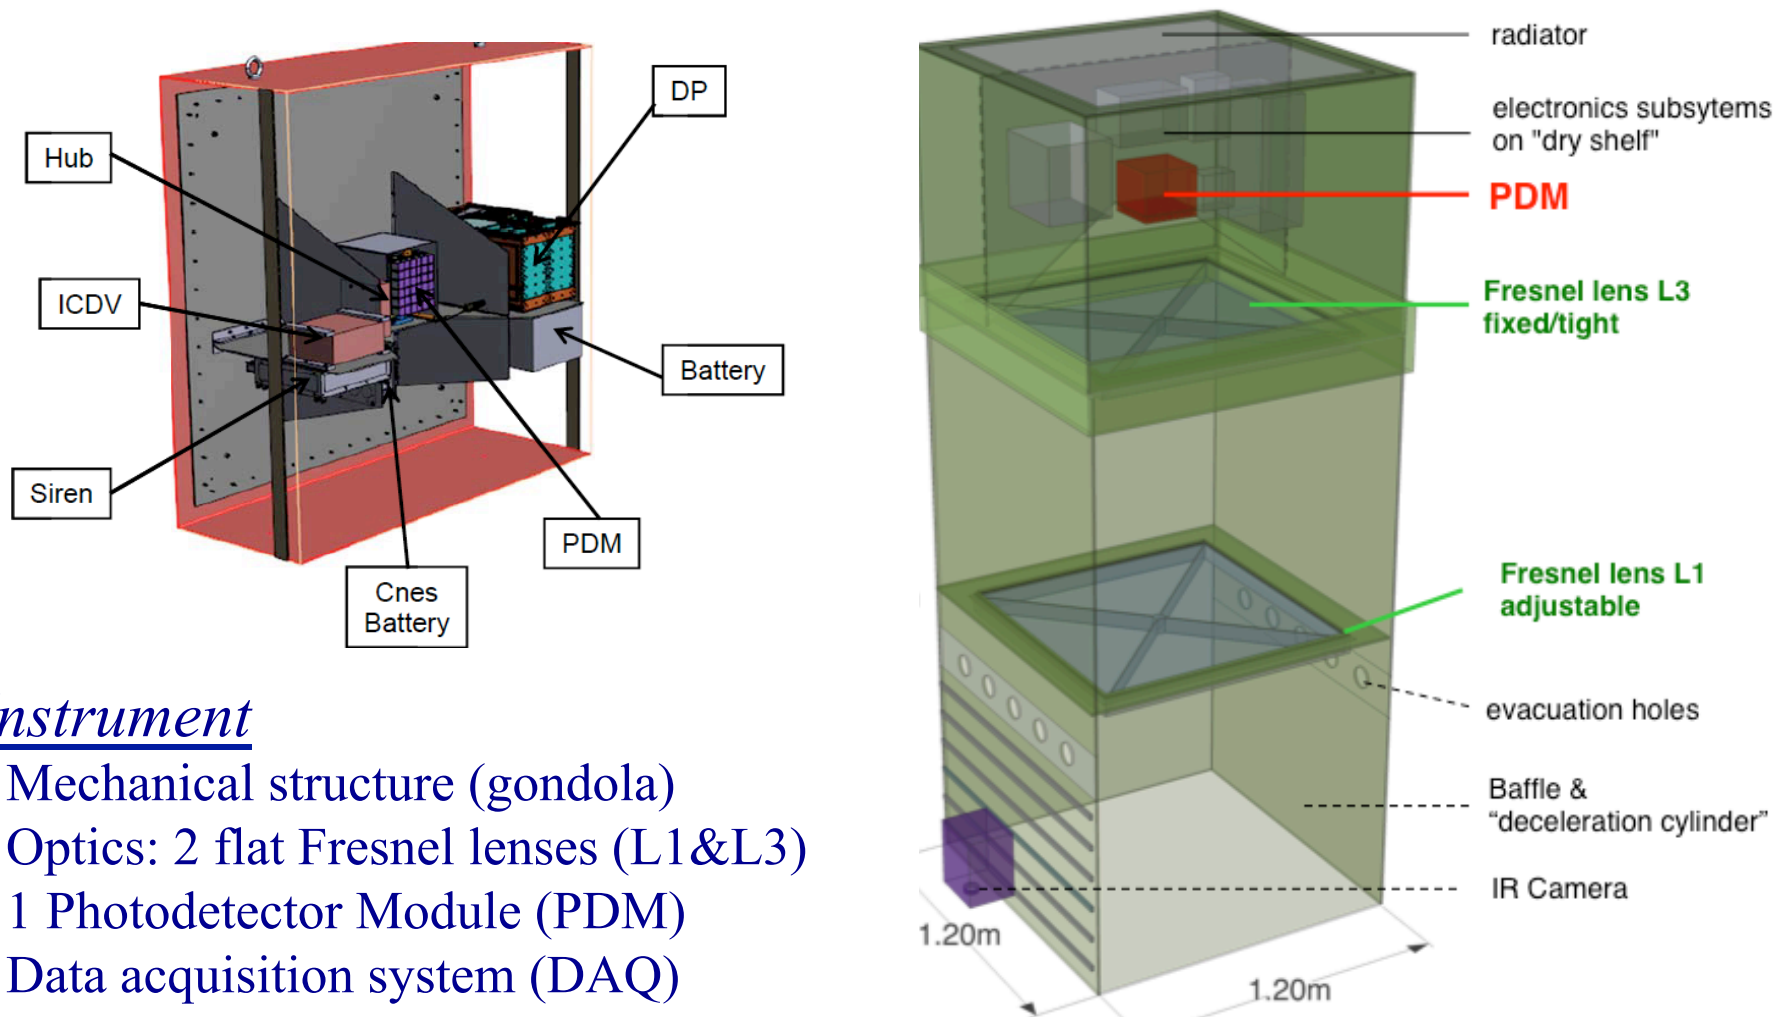 DP
Hub
ICDV
Battery
Siren
PDM
Cnes
Battery
nstrument
Mechanical structure (gondola)
Optics: 2 flat Fresnel lenses (L1&L3)
1 Photodetector Module (PDM)
Data acquisition system (DAQ)
radiator
electronics subsytems
on "dry shelf"
PDM
Fresnel lens L3
fixed/tight
Fresnel lens L1
adjustable
evacuation holes
Baffle &
“deceleration cylinder”
IR Camera
1.20m
1.20m